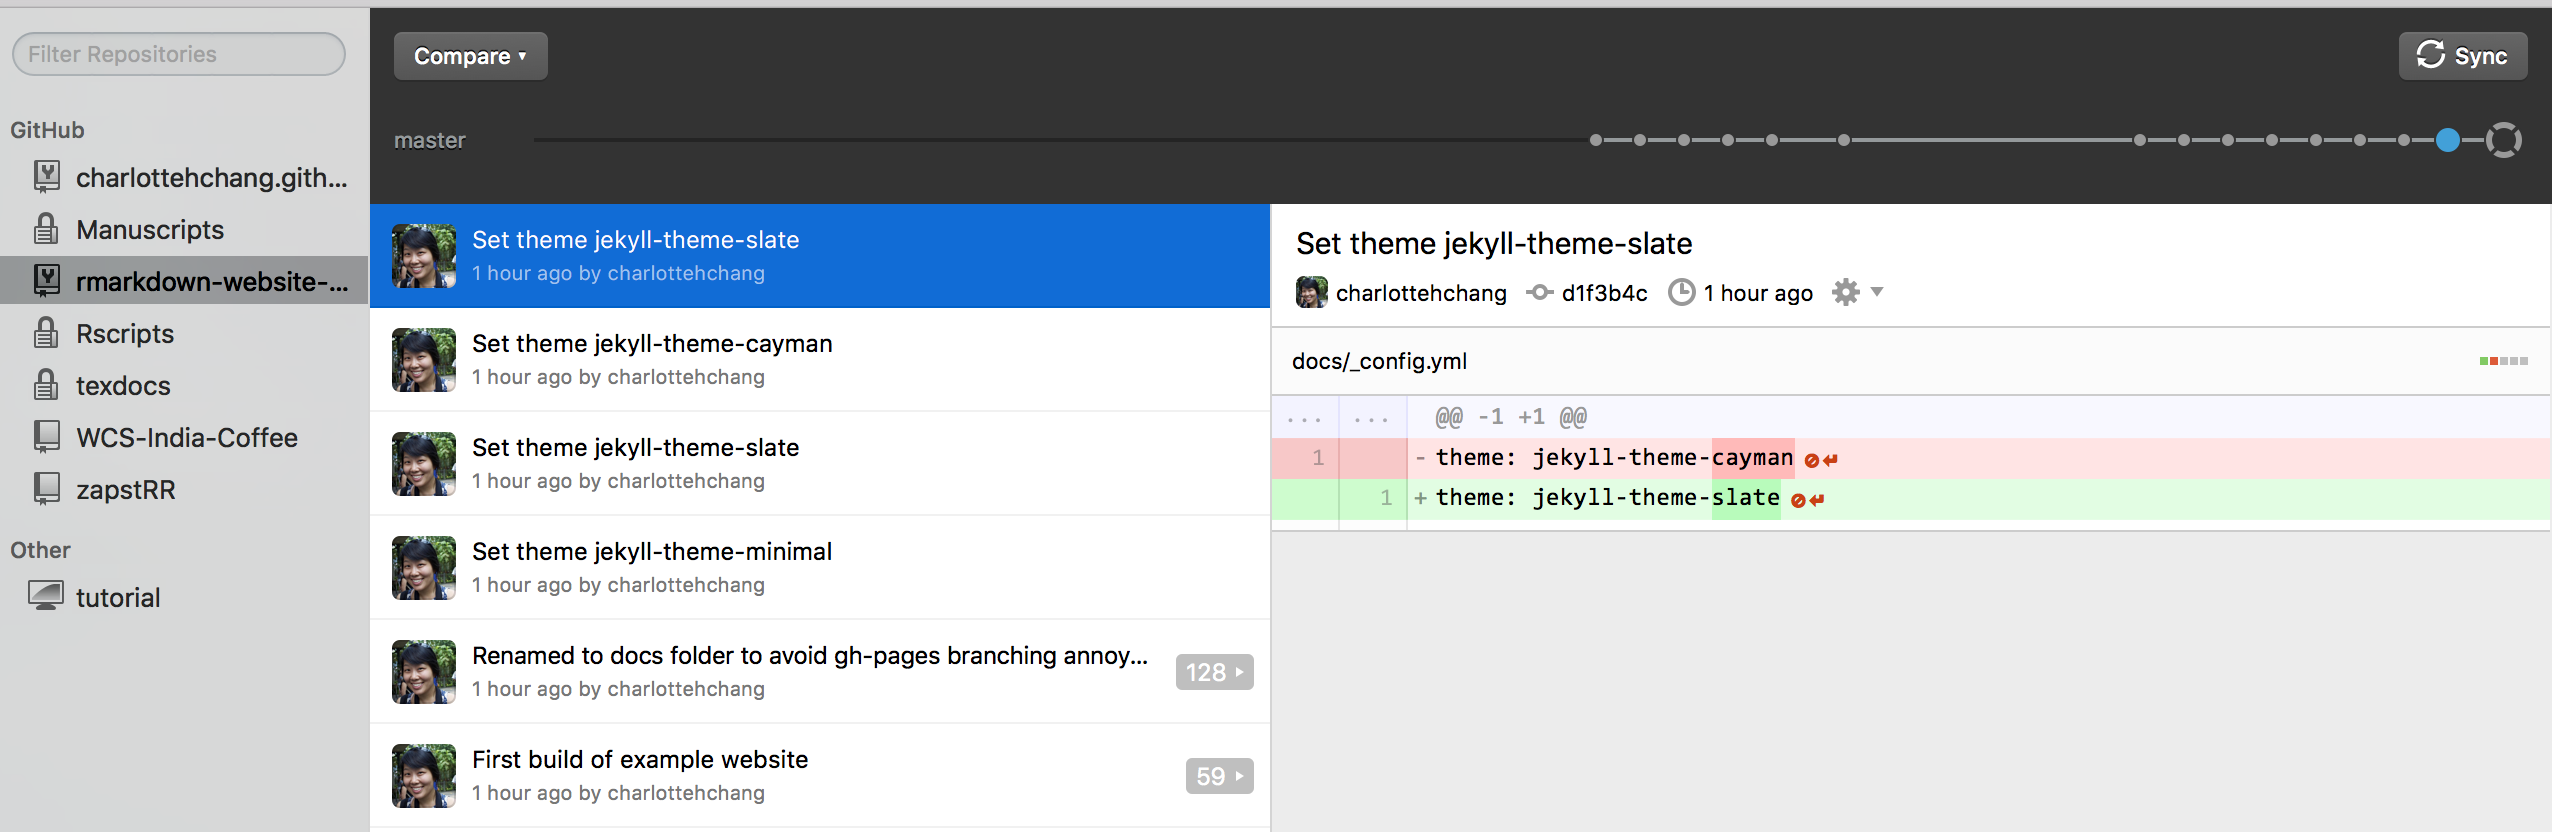 Filter Repositories
GitHub
charlottehchang.gith...
Manuscripts
rmarkdown-website-...
Rscripts
texdocs
WCS-India-Coffee
zapstRR
Other
tutorial
Compare ▾
Sync
master
Set theme jekyll-theme-slate
1 hour ago by charlottehchang
Set theme jekyll-theme-cayman
1 hour ago by charlottehchang
Set theme jekyll-theme-slate
1 hour ago by charlottehchang
Set theme jekyll-theme-minimal
1 hour ago by charlottehchang
Renamed to docs folder to avoid gh-pages branching annoy...
128
1 hour ago by charlottehchang
First build of example website
59
1 hour ago by charlottehchang
Set theme jekyll-theme-slate
charlottehchang d1f3b4c 1 hour ago
docs/_config.yml
... ... @@ -1 +1 @@
1 - theme: jekyll-theme-cayman
1 + theme: jekyll-theme-slate